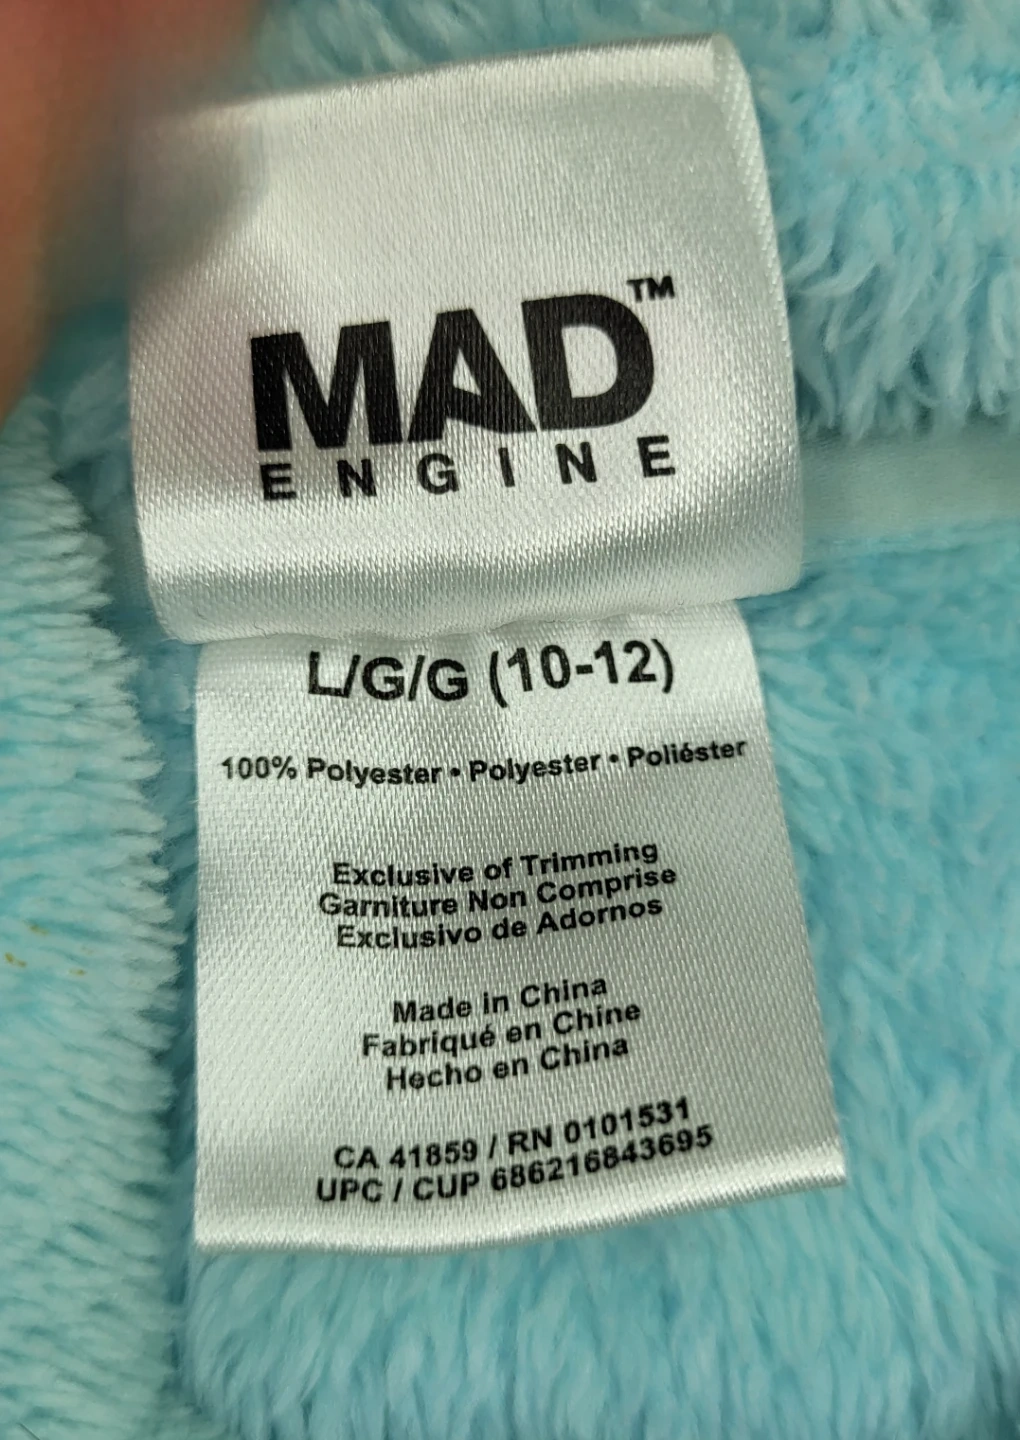 MAD™
ENGINE
L/G/G (10-12)
100% Polyester • Polyester • Poliéster
Exclusive of Trimming
Garniture Non Comprise
Exclusivo de Adornos
Made in China
Fabriqué en Chine
Hecho en China
CA 41859 / RN 0101531
UPC / CUP 686216843695